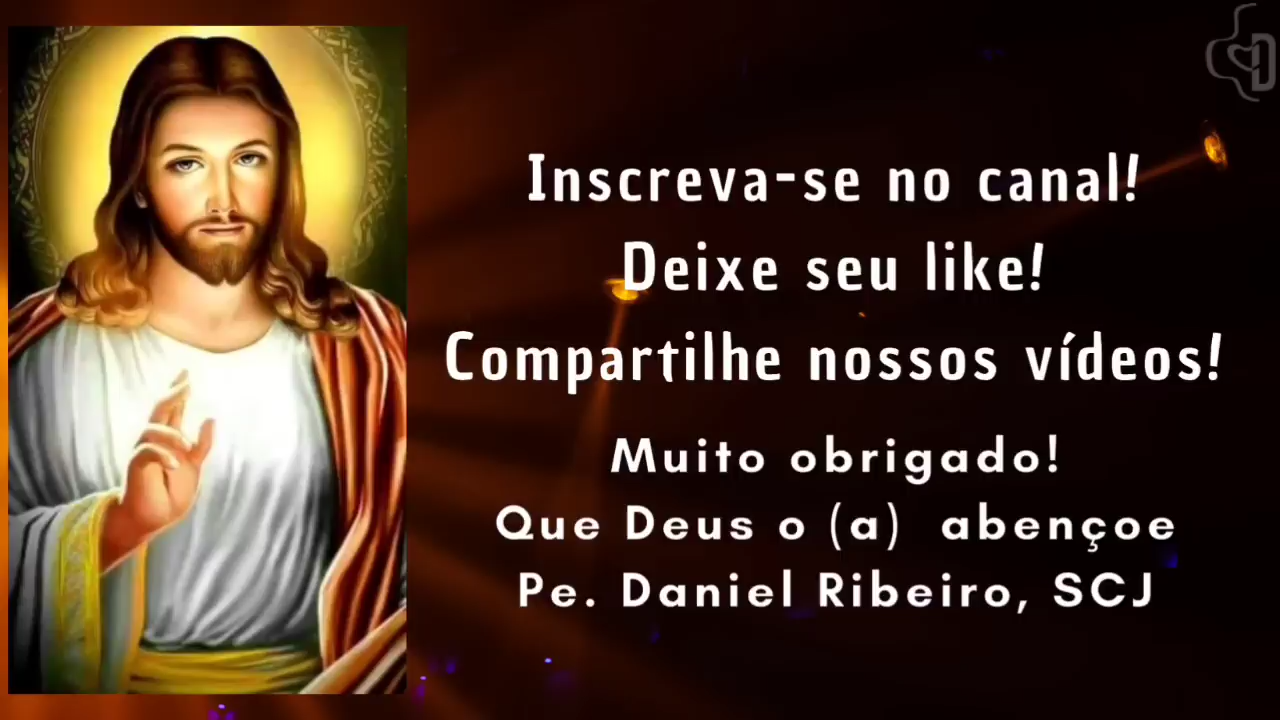 Inscreva-se no canal!
Deixe seu like!
Compartilhe nossos vídeos!
Muito obrigado!
Que Deus o (a) abençoe
Pe. Daniel Ribeiro, SCJ
D